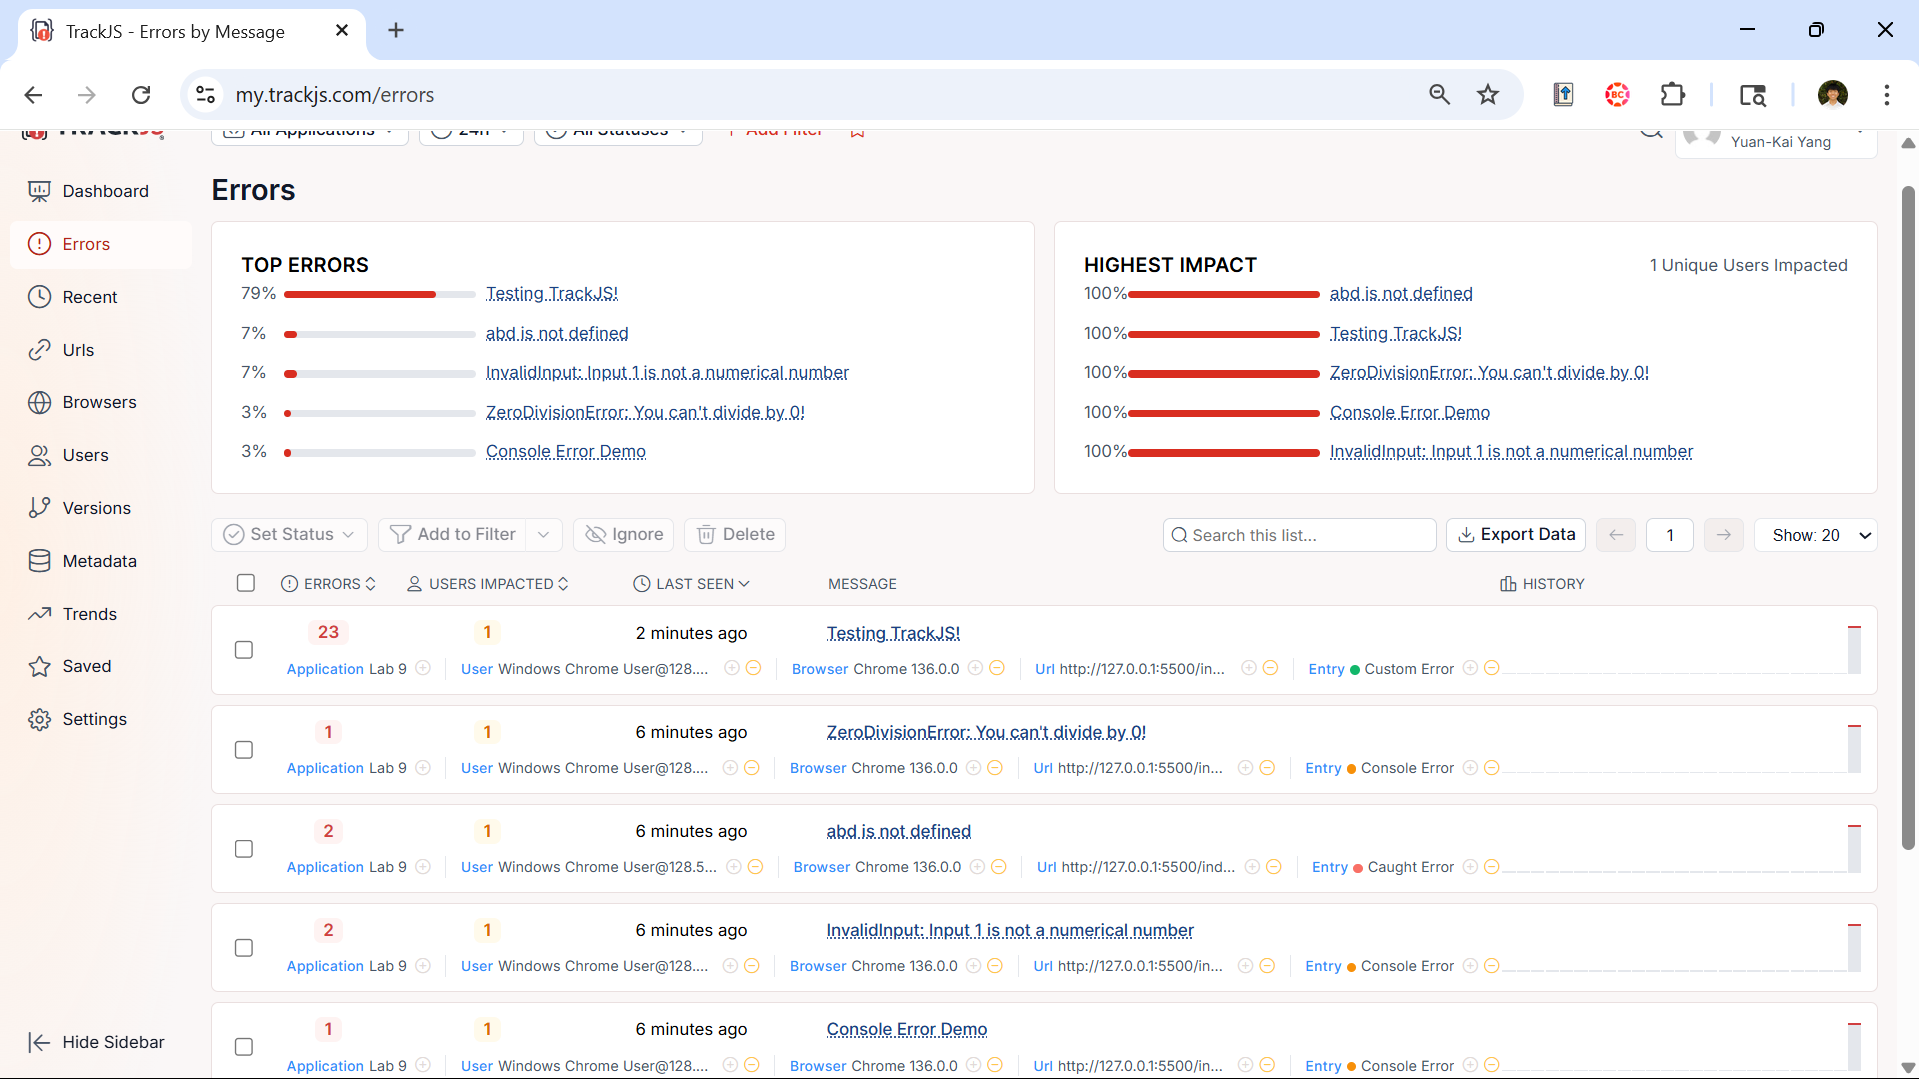 TrackJS - Errors by Message
my.trackjs.com/errors
TRACKJS
All Applications
24h
All Statuses
+ Add Filter
Yuan-Kai Yang
Dashboard
Errors
Recent
Urls
Browsers
Users
Versions
Metadata
Trends
Saved
Settings
Hide Sidebar
Errors
TOP ERRORS
79% Testing TrackJS!
7% abd is not defined
7% InvalidInput: Input 1 is not a numerical number
3% ZeroDivisionError: You can't divide by 0!
3% Console Error Demo
HIGHEST IMPACT
1 Unique Users Impacted
100% abd is not defined
100% Testing TrackJS!
100% ZeroDivisionError: You can't divide by 0!
100% Console Error Demo
100% InvalidInput: Input 1 is not a numerical number
Set Status Add to Filter Ignore Delete Search this list... Export Data 1 Show: 20
ERRORS USERS IMPACTED LAST SEEN MESSAGE HISTORY
23 1 2 minutes ago Testing TrackJS!
Application Lab 9 User Windows Chrome User@128.... Browser Chrome 136.0.0 Url http://127.0.0.1:5500/in... Entry Custom Error
1 1 6 minutes ago ZeroDivisionError: You can't divide by 0!
Application Lab 9 User Windows Chrome User@128.... Browser Chrome 136.0.0 Url http://127.0.0.1:5500/in... Entry Console Error
2 1 6 minutes ago abd is not defined
Application Lab 9 User Windows Chrome User@128.5... Browser Chrome 136.0.0 Url http://127.0.0.1:5500/ind... Entry Caught Error
2 1 6 minutes ago InvalidInput: Input 1 is not a numerical number
Application Lab 9 User Windows Chrome User@128.... Browser Chrome 136.0.0 Url http://127.0.0.1:5500/in... Entry Console Error
1 1 6 minutes ago Console Error Demo
Application Lab 9 User Windows Chrome User@128.... Browser Chrome 136.0.0 Url http://127.0.0.1:5500/in... Entry Console Error